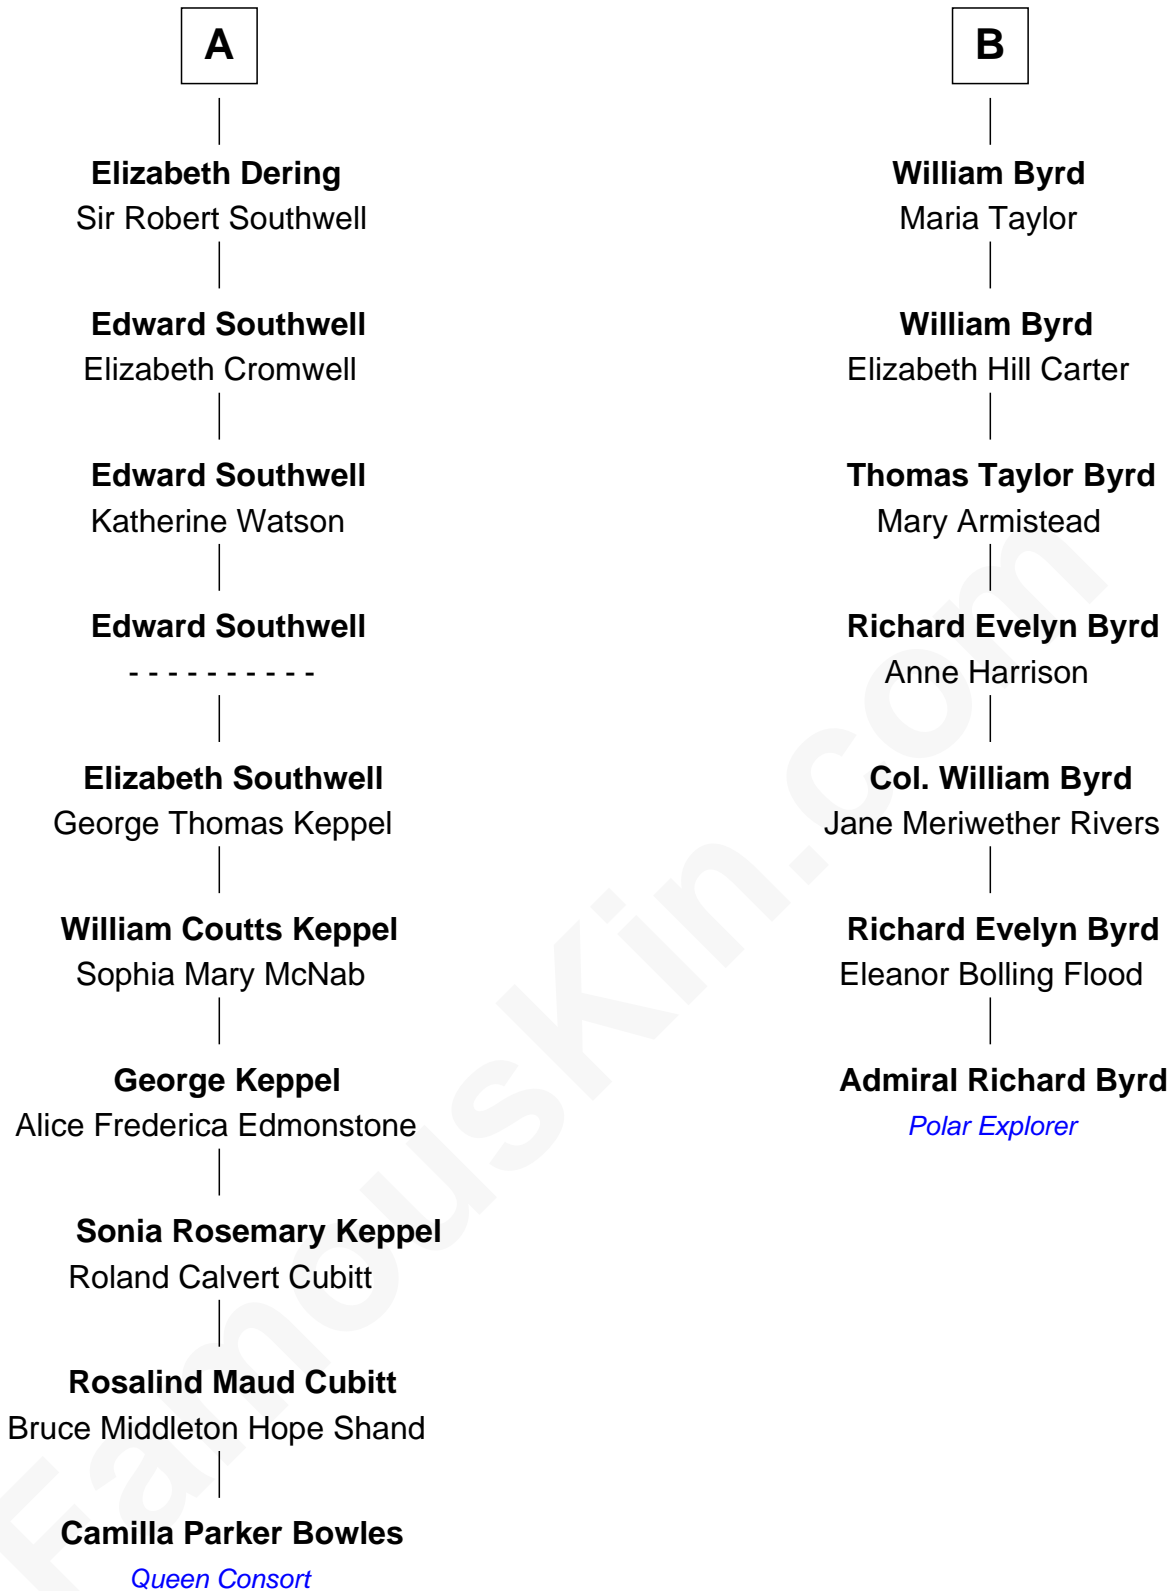 A
Elizabeth Dering
Sir Robert Southwell
Edward Southwell
Elizabeth Cromwell
Edward Southwell
Katherine Watson
Edward Southwell
- - - - - - - - - -
Elizabeth Southwell
George Thomas Keppel
William Coutts Keppel
Sophia Mary McNab
George Keppel
Alice Frederica Edmonstone
Sonia Rosemary Keppel
Roland Calvert Cubitt
Rosalind Maud Cubitt
Bruce Middleton Hope Shand
Camilla Parker Bowles
Queen Consort
B
William Byrd
Maria Taylor
William Byrd
Elizabeth Hill Carter
Thomas Taylor Byrd
Mary Armistead
Richard Evelyn Byrd
Anne Harrison
Col. William Byrd
Jane Meriwether Rivers
Richard Evelyn Byrd
Eleanor Bolling Flood
Admiral Richard Byrd
Polar Explorer
FamousKin.com